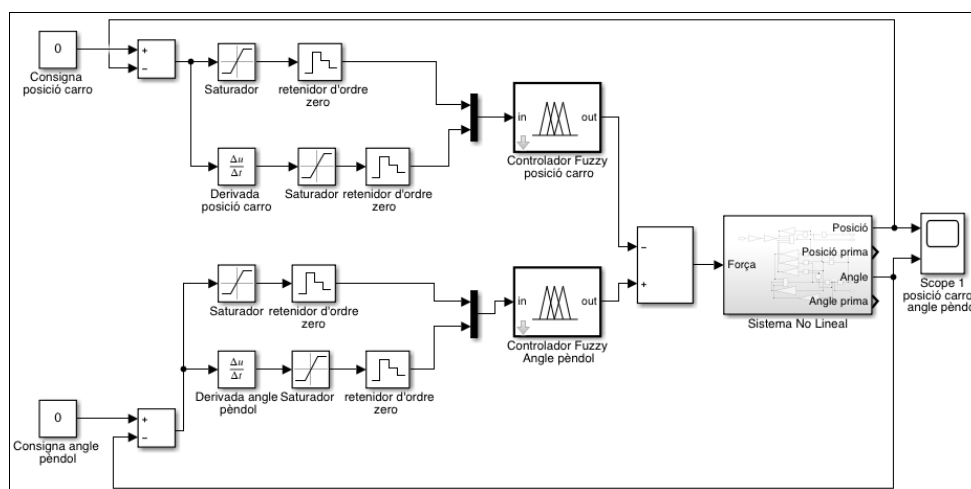 0
Consigna
posició carro
+
−
Saturador
retenidor d'ordre
zero
Δu
Δt
Derivada
posició carro
Saturador
retenidor d'ordre
zero
in
out
Controlador Fuzzy
posició carro
−
+
Força
Posició
Posició prima
Angle
Angle prima
Sistema No Lineal
Scope 1
posició carro
angle pèndo
Saturador
retenidor d'ordre
zero
Δu
Δt
Derivada angle
pèndol
Saturador
retenidor d'ordre
zero
in
out
Controlador Fuzzy
Angle pèndol
0
Consigna angle
pèndol
+
−